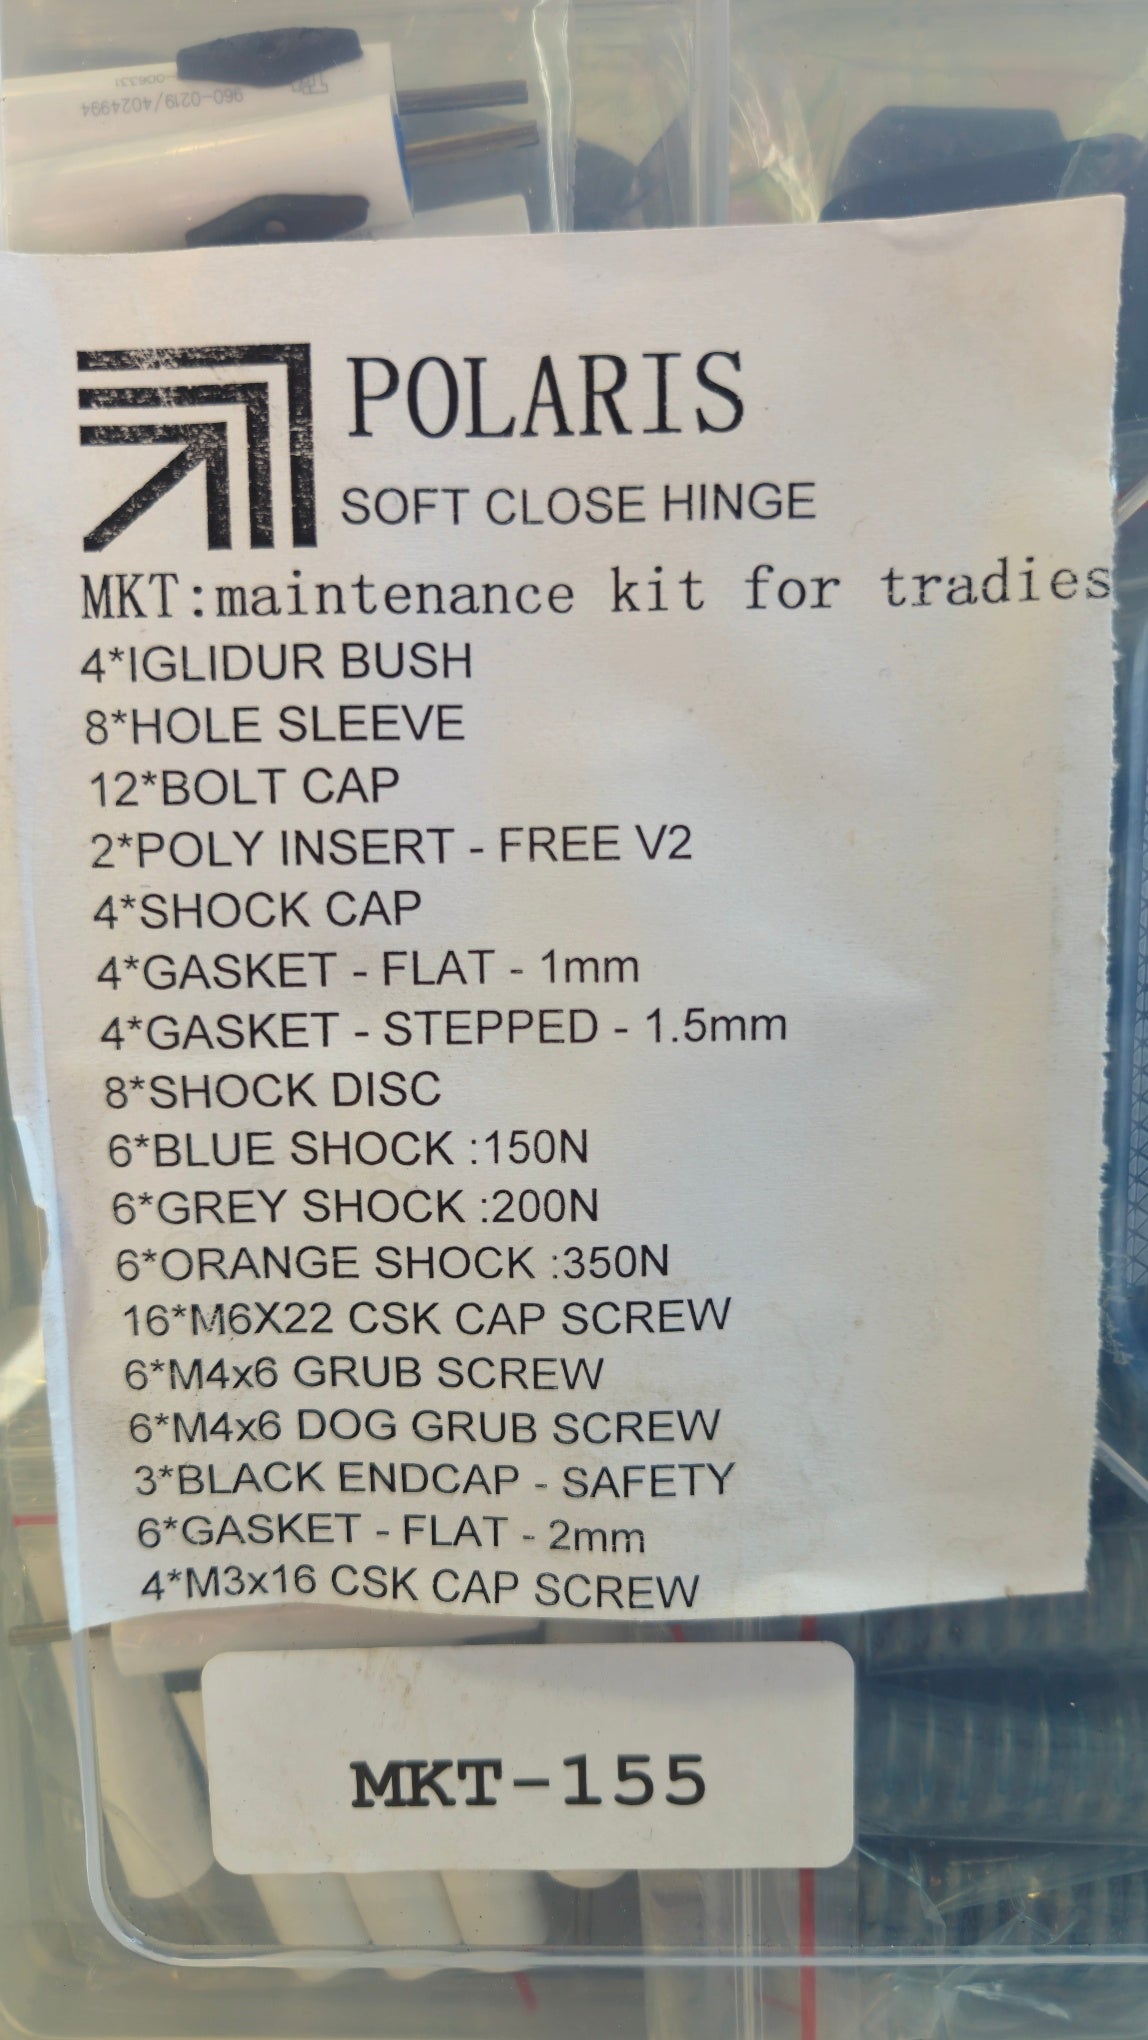 960-0219/4024994
POLARIS
SOFT CLOSE HINGE
MKT:maintenance kit for tradies
4*IGLIDUR BUSH
8*HOLE SLEEVE
12*BOLT CAP
2*POLY INSERT - FREE V2
4*SHOCK CAP
4*GASKET - FLAT - 1mm
4*GASKET - STEPPED - 1.5mm
8*SHOCK DISC
6*BLUE SHOCK :150N
6*GREY SHOCK :200N
6*ORANGE SHOCK :350N
16*M6X22 CSK CAP SCREW
6*M4x6 GRUB SCREW
6*M4x6 DOG GRUB SCREW
3*BLACK ENDCAP - SAFETY
6*GASKET - FLAT - 2mm
4*M3x16 CSK CAP SCREW
MKT-155